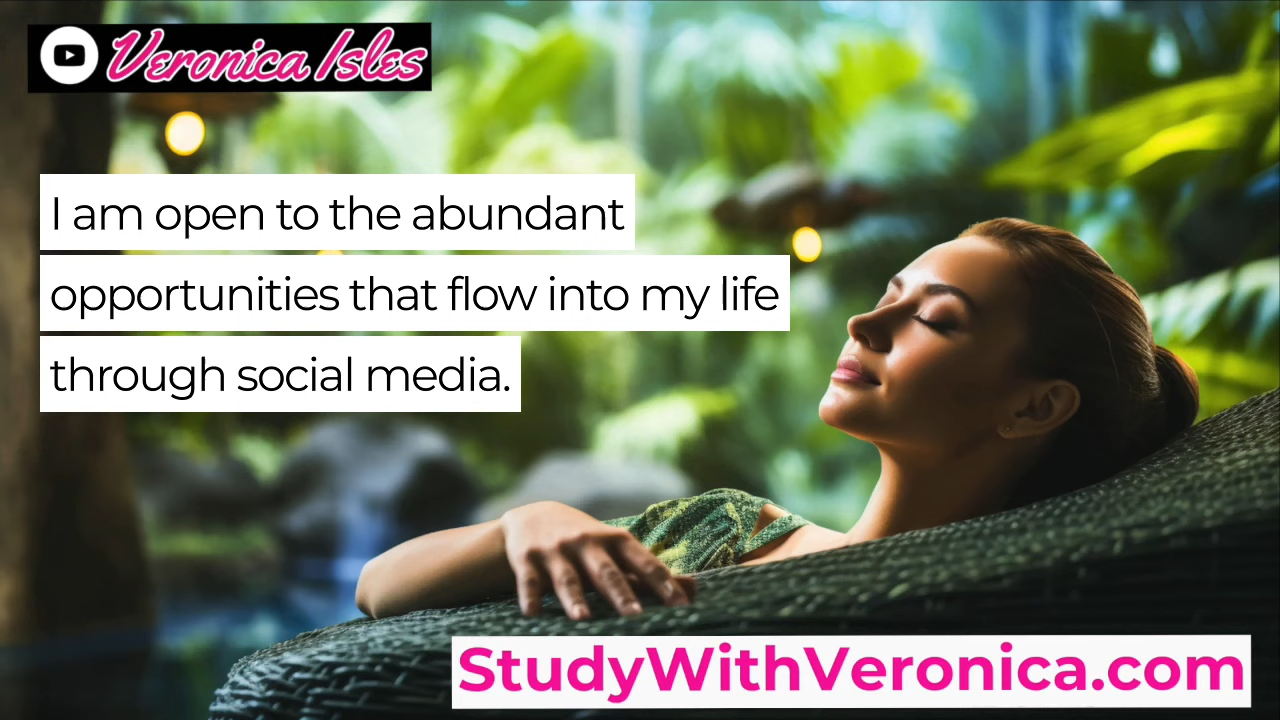 Veronica Isles
I am open to the abundant
opportunities that flow into my life
through social media.
StudyWithVeronica.com